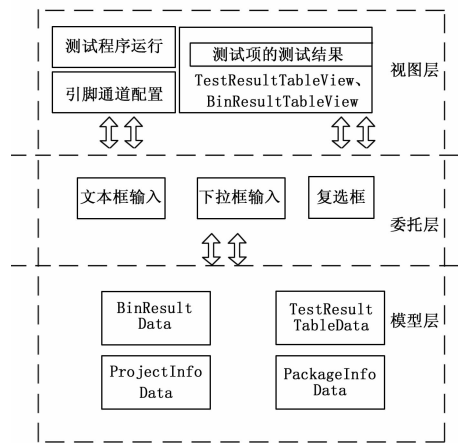 测试程序运行
测试项的测试结果
视图层
引脚通道配置
TestResultTableView、
BinResultTableView
文本框输入
下拉框输入
复选框
委托层
BinResult
Data
TestResult
TableData
模型层
ProjectInfo
Data
PackageInfo
Data